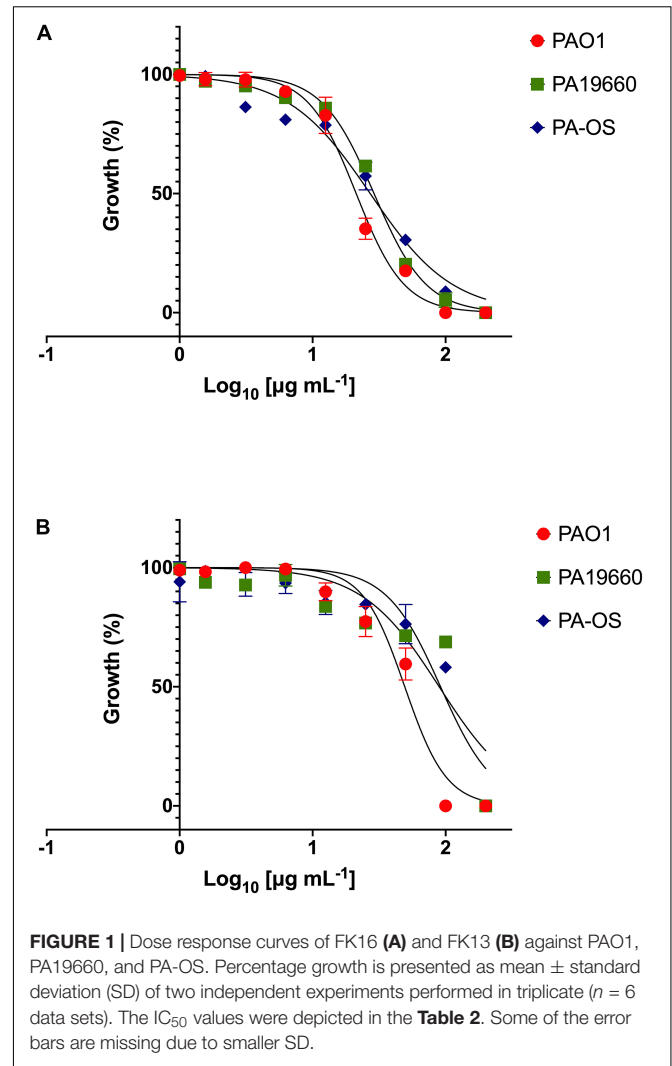 A
PAO1
PA19660
PA-OS
Growth (%)
100
50
0
-1 0 1 2
Log₁₀ [µg mL⁻¹]
B
PAO1
PA19660
PA-OS
Growth (%)
100
50
0
-1 0 1 2
Log₁₀ [µg mL⁻¹]
FIGURE 1 | Dose response curves of FK16 (A) and FK13 (B) against PAO1,
PA19660, and PA-OS. Percentage growth is presented as mean ± standard
deviation (SD) of two independent experiments performed in triplicate (n = 6
data sets). The IC₅₀ values were depicted in the Table 2. Some of the error
bars are missing due to smaller SD.